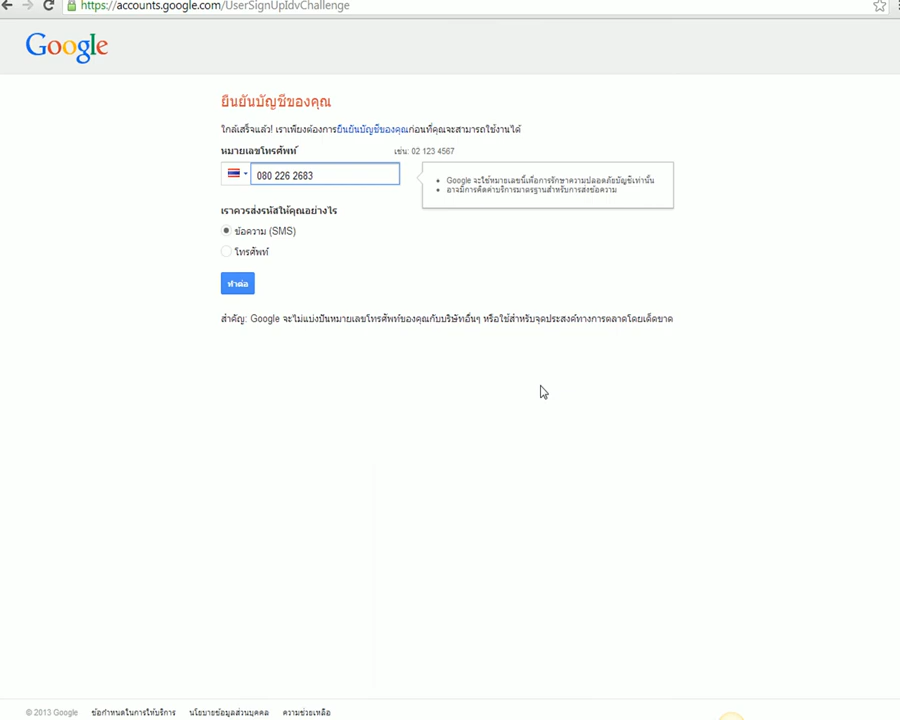 https://accounts.google.com/UserSignUpIdvChallenge
Google
ยืนยันบัญชีของคุณ
ใกล้เสร็จแล้ว! เราเพียงต้องการยืนยันบัญชีของคุณก่อนที่คุณจะสามารถใช้งานได้
หมายเลขโทรศัพท์ เช่น: 02 123 4567
080 226 2683
Google จะใช้หมายเลขนี้เพื่อการรักษาความปลอดภัยบัญชีเท่านั้น
อาจมีการคิดค่าบริการมาตรฐานสำหรับการส่งข้อความ
เราควรส่งรหัสให้คุณอย่างไร
ข้อความ (SMS)
โทรศัพท์
ทำต่อ
สำคัญ: Google จะไม่แบ่งปันหมายเลขโทรศัพท์ของคุณกับบริษัทอื่นๆ หรือใช้สำหรับจุดประสงค์ทางการตลาดโดยเด็ดขาด
© 2013 Google ข้อกำหนดในการให้บริการ นโยบายข้อมูลส่วนบุคคล ความช่วยเหลือ